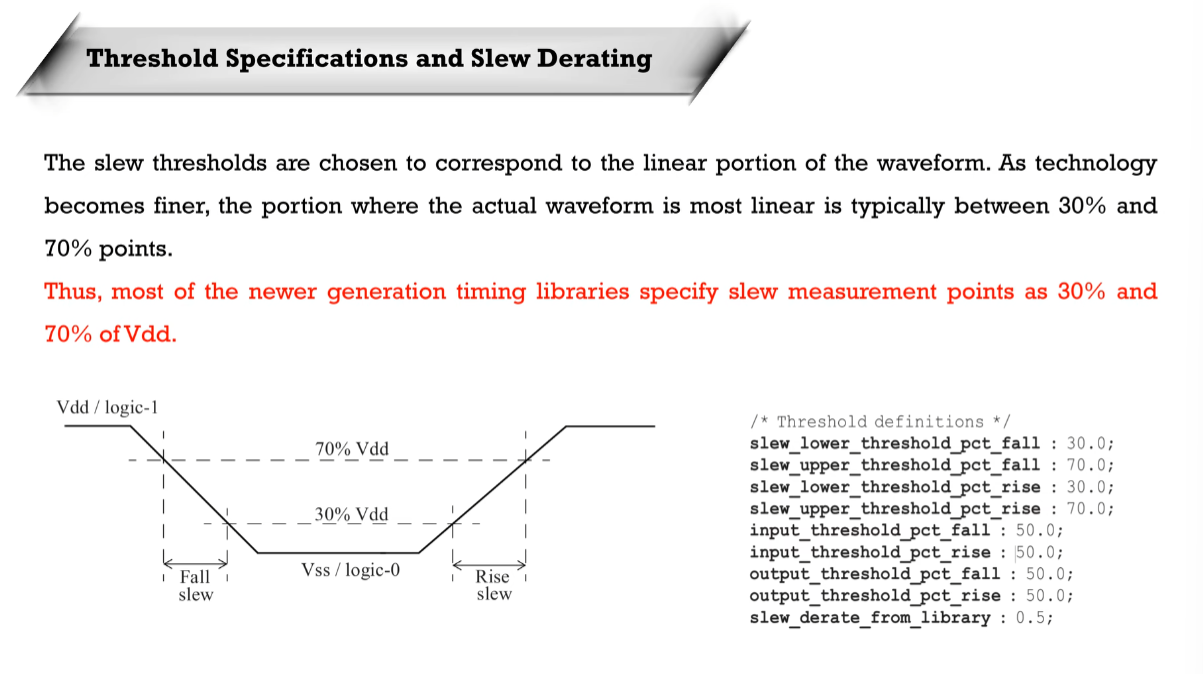 Threshold Specifications and Slew Derating
The slew thresholds are chosen to correspond to the linear portion of the waveform. As technology
becomes finer, the portion where the actual waveform is most linear is typically between 30% and
70% points.
Thus, most of the newer generation timing libraries specify slew measurement points as 30% and
70% of Vdd.
Vdd / logic-1
70% Vdd
30% Vdd
Vss / logic-0
Fall
slew
Rise
slew
/* Threshold definitions */
slew_lower_threshold_pct_fall : 30.0;
slew_upper_threshold_pct_fall : 70.0;
slew_lower_threshold_pct_rise : 30.0;
slew_upper_threshold_pct_rise : 70.0;
input_threshold_pct_fall : 50.0;
input_threshold_pct_rise : 50.0;
output_threshold_pct_fall : 50.0;
output_threshold_pct_rise : 50.0;
slew_derate_from_library : 0.5;